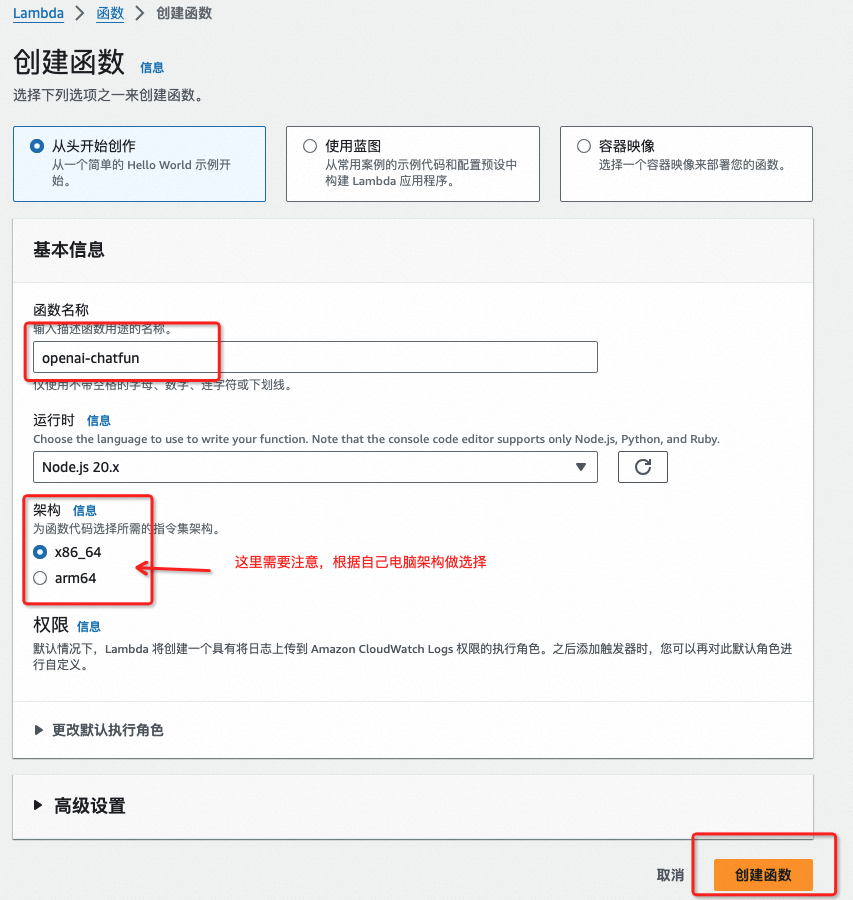 Lambda > 函数 > 创建函数
创建函数 信息
选择下列选项之一来创建函数。
从头开始创作
从一个简单的 Hello World 示例开
始。
使用蓝图
从常用案例的示例代码和配置预设中
构建 Lambda 应用程序。
容器映像
选择一个容器映像来部署您的函数。
基本信息
函数名称
输入描述函数用途的名称。
openai-chatfun
仅使用不带空格的字母、数字、连字符或下划线。
运行时 信息
Choose the language to use to write your function. Note that the console code editor supports only Node.js, Python, and Ruby.
Node.js 20.x
架构 信息
为函数代码选择所需的指令集架构。
x86_64
arm64
这里需要注意，根据自己电脑架构做选择
权限 信息
默认情况下，Lambda 将创建一个具有将日志上传到 Amazon CloudWatch Logs 权限的执行角色。之后添加触发器时，您可以再对此默认角色进
行自定义。
更改默认执行角色
高级设置
取消 创建函数